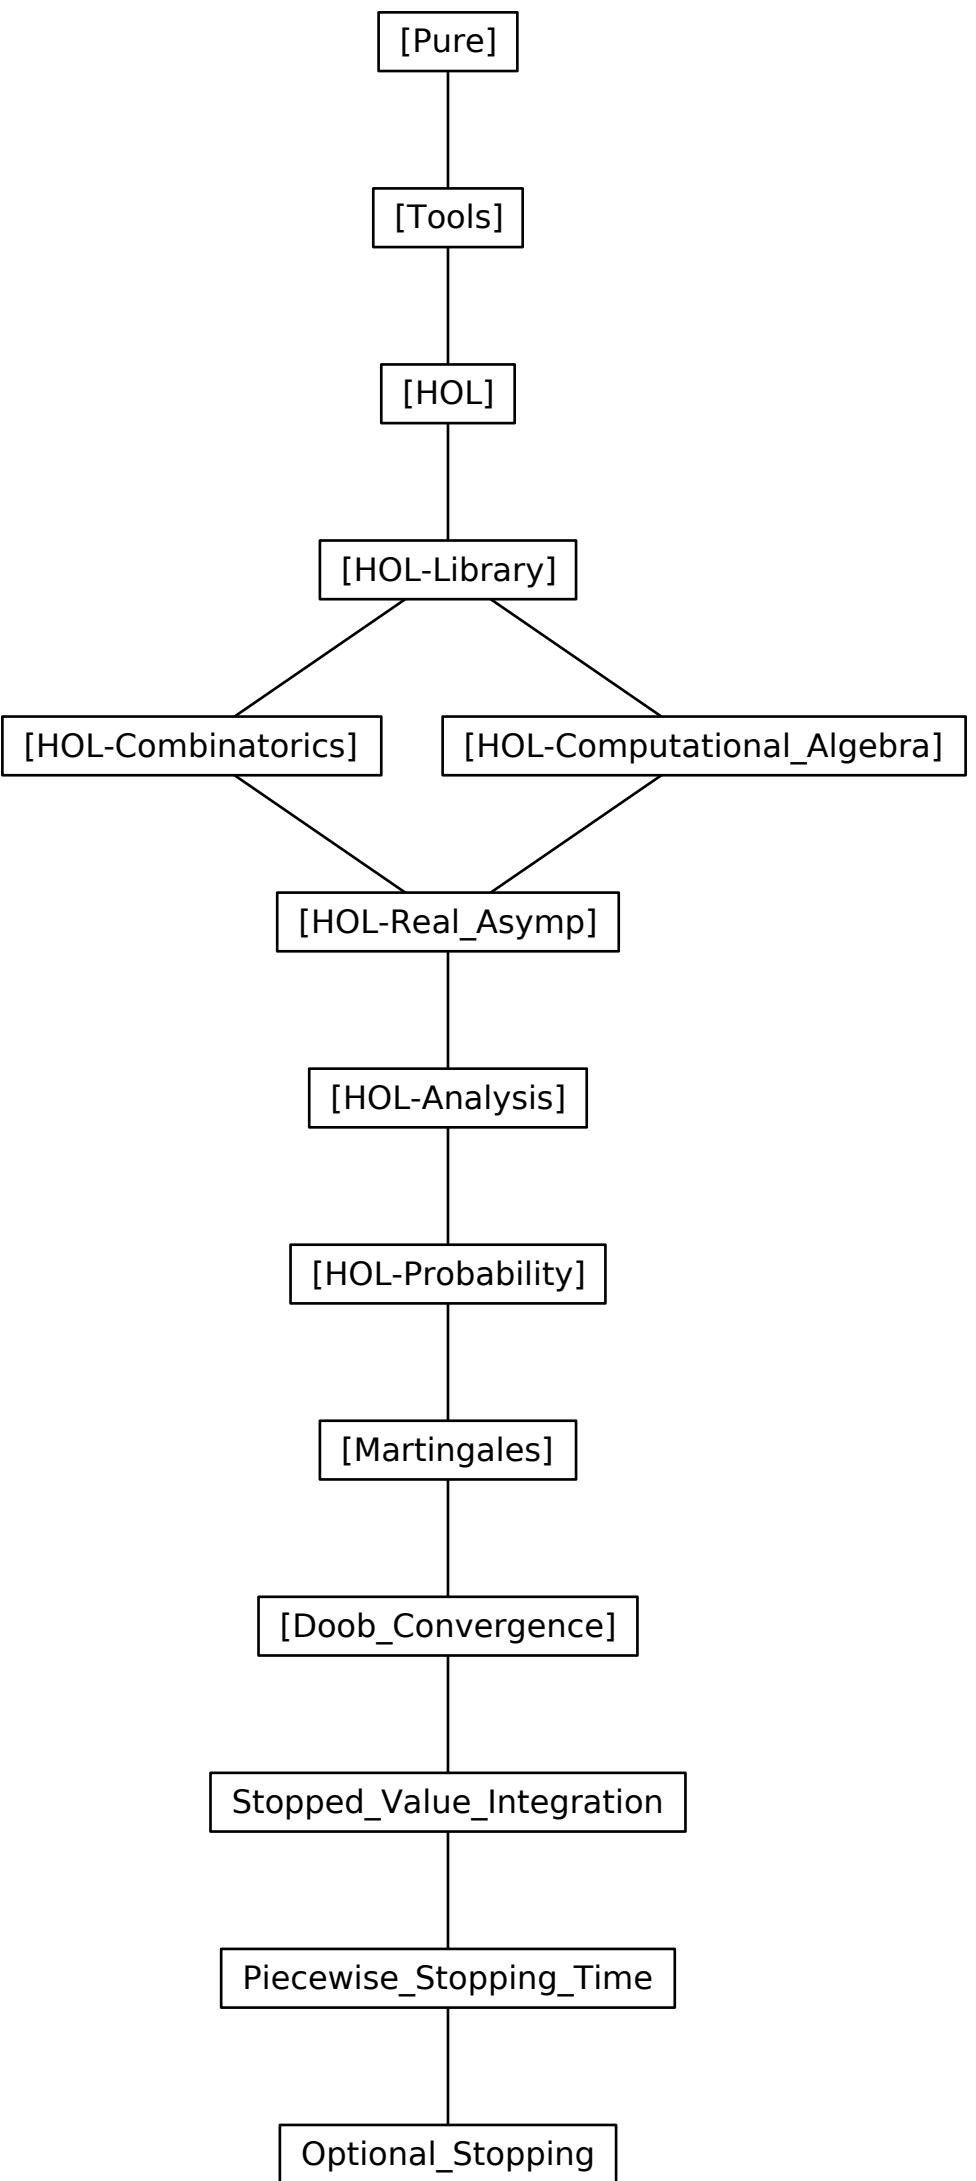 [Pure]
[Tools]
[HOL]
[HOL-Library]
[HOL-Combinatorics]
[HOL-Computational_Algebra]
[HOL-Real_Asymp]
[HOL-Analysis]
[HOL-Probability]
[Martingales]
[Doob_Convergence]
Stopped_Value_Integration
Piecewise_Stopping_Time
Optional_Stopping